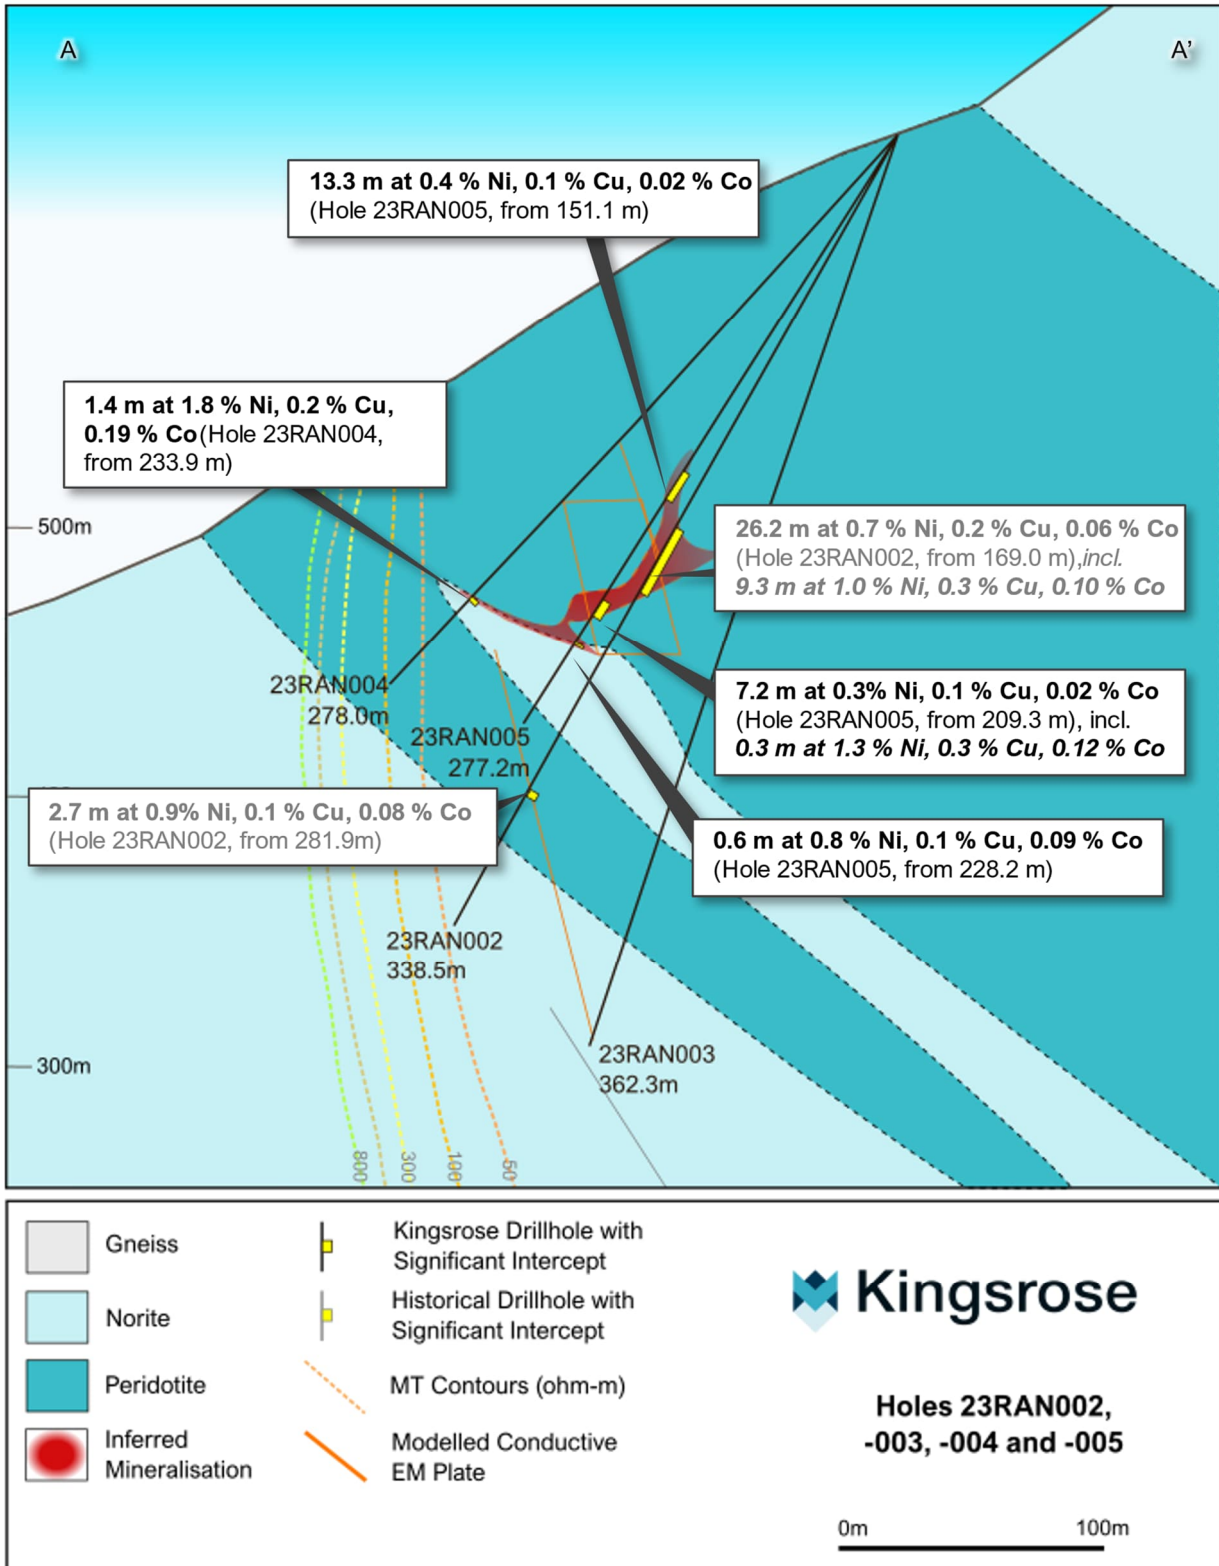 A
A'
13.3 m at 0.4 % Ni, 0.1 % Cu, 0.02 % Co
(Hole 23RAN005, from 151.1 m)
1.4 m at 1.8 % Ni, 0.2 % Cu,
0.19 % Co(Hole 23RAN004,
from 233.9 m)
500m
26.2 m at 0.7 % Ni, 0.2 % Cu, 0.06 % Co
(Hole 23RAN002, from 169.0 m),incl.
9.3 m at 1.0 % Ni, 0.3 % Cu, 0.10 % Co
23RAN004
278.0m
7.2 m at 0.3% Ni, 0.1 % Cu, 0.02 % Co
(Hole 23RAN005, from 209.3 m), incl.
0.3 m at 1.3 % Ni, 0.3 % Cu, 0.12 % Co
23RAN005
277.2m
2.7 m at 0.9% Ni, 0.1 % Cu, 0.08 % Co
(Hole 23RAN002, from 281.9m)
0.6 m at 0.8 % Ni, 0.1 % Cu, 0.09 % Co
(Hole 23RAN005, from 228.2 m)
23RAN002
338.5m
23RAN003
362.3m
300m
800
300
100
50
Gneiss
Norite
Peridotite
Inferred
Mineralisation
Kingsrose Drillhole with
Significant Intercept
Historical Drillhole with
Significant Intercept
MT Contours (ohm-m)
Modelled Conductive
EM Plate
Kingsrose
Holes 23RAN002,
-003, -004 and -005
0m
100m